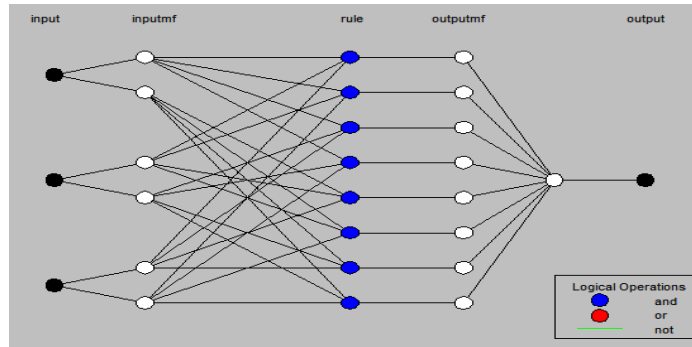 input inputmf rule outputmf output
Logical Operations
and
or
not